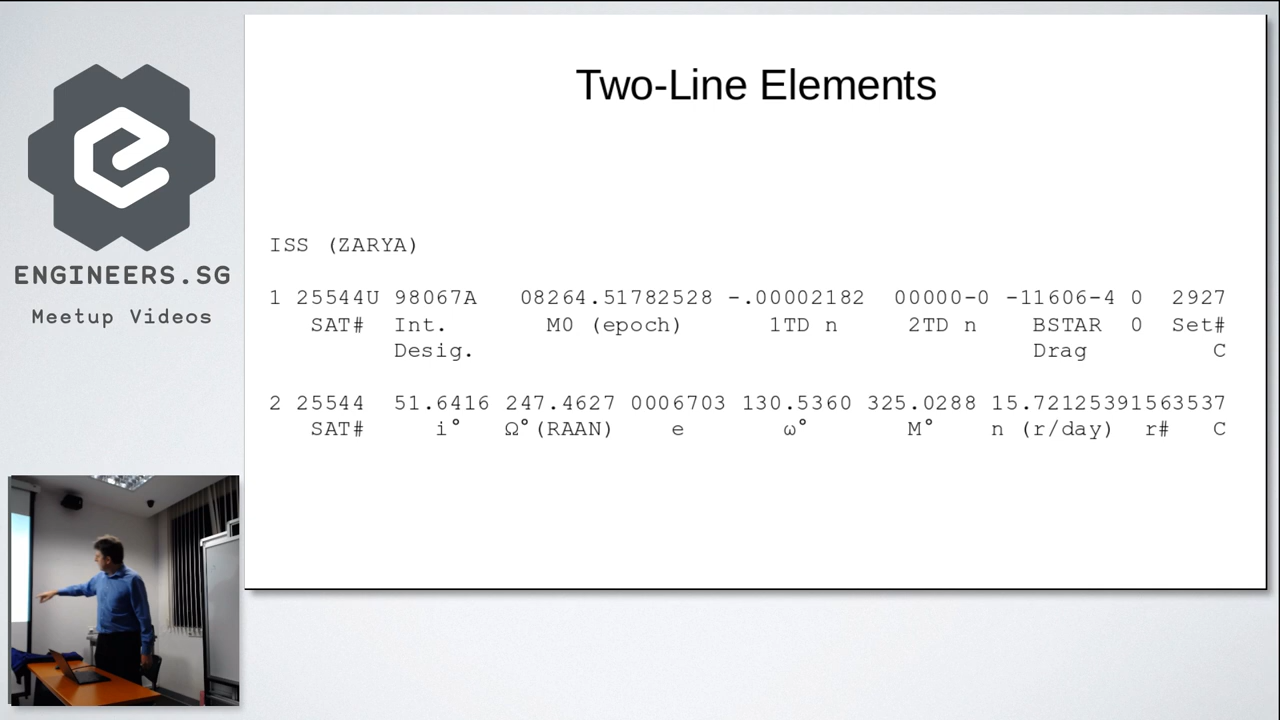 ENGINEERS.SG
Meetup Videos
Two-Line Elements
ISS (ZARYA)
1 25544U 98067A 08264.51782528 -.00002182 00000-0 -11606-4 0 2927
SAT# Int. M0 (epoch) 1TD n 2TD n BSTAR 0 Set#
Desig. Drag C
2 25544 51.6416 247.4627 0006703 130.5360 325.0288 15.72125391563537
SAT# i° Ω°(RAAN) e ω° M° n (r/day) r# C